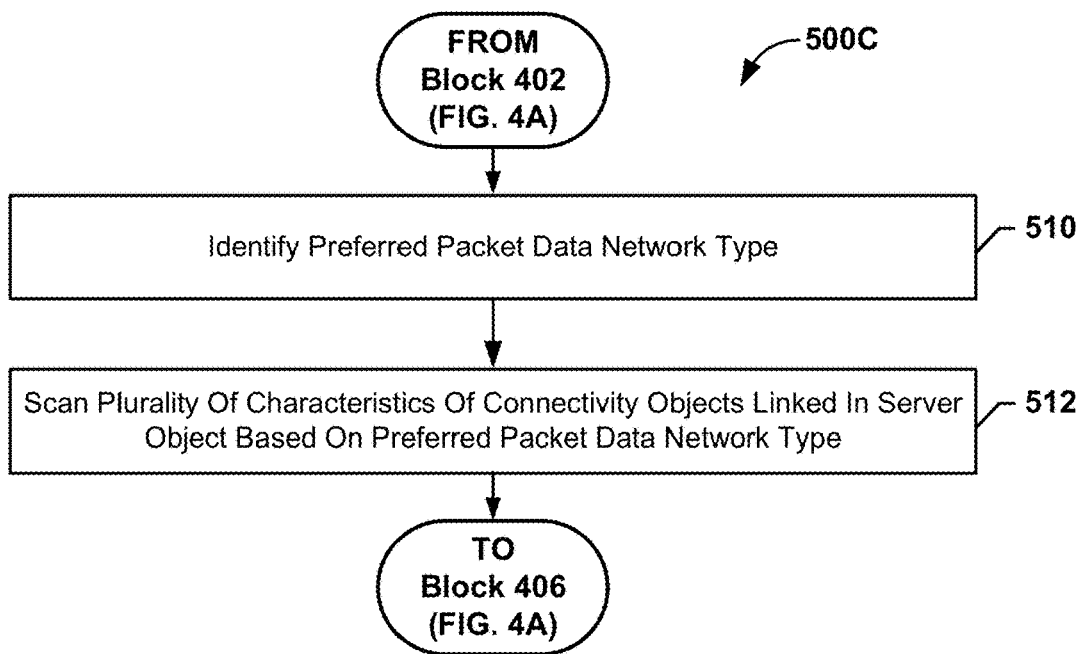 FROM
Block 402
(FIG. 4A)
500C
Identify Preferred Packet Data Network Type
510
Scan Plurality Of Characteristics Of Connectivity Objects Linked In Server
Object Based On Preferred Packet Data Network Type
512
TO
Block 406
(FIG. 4A)